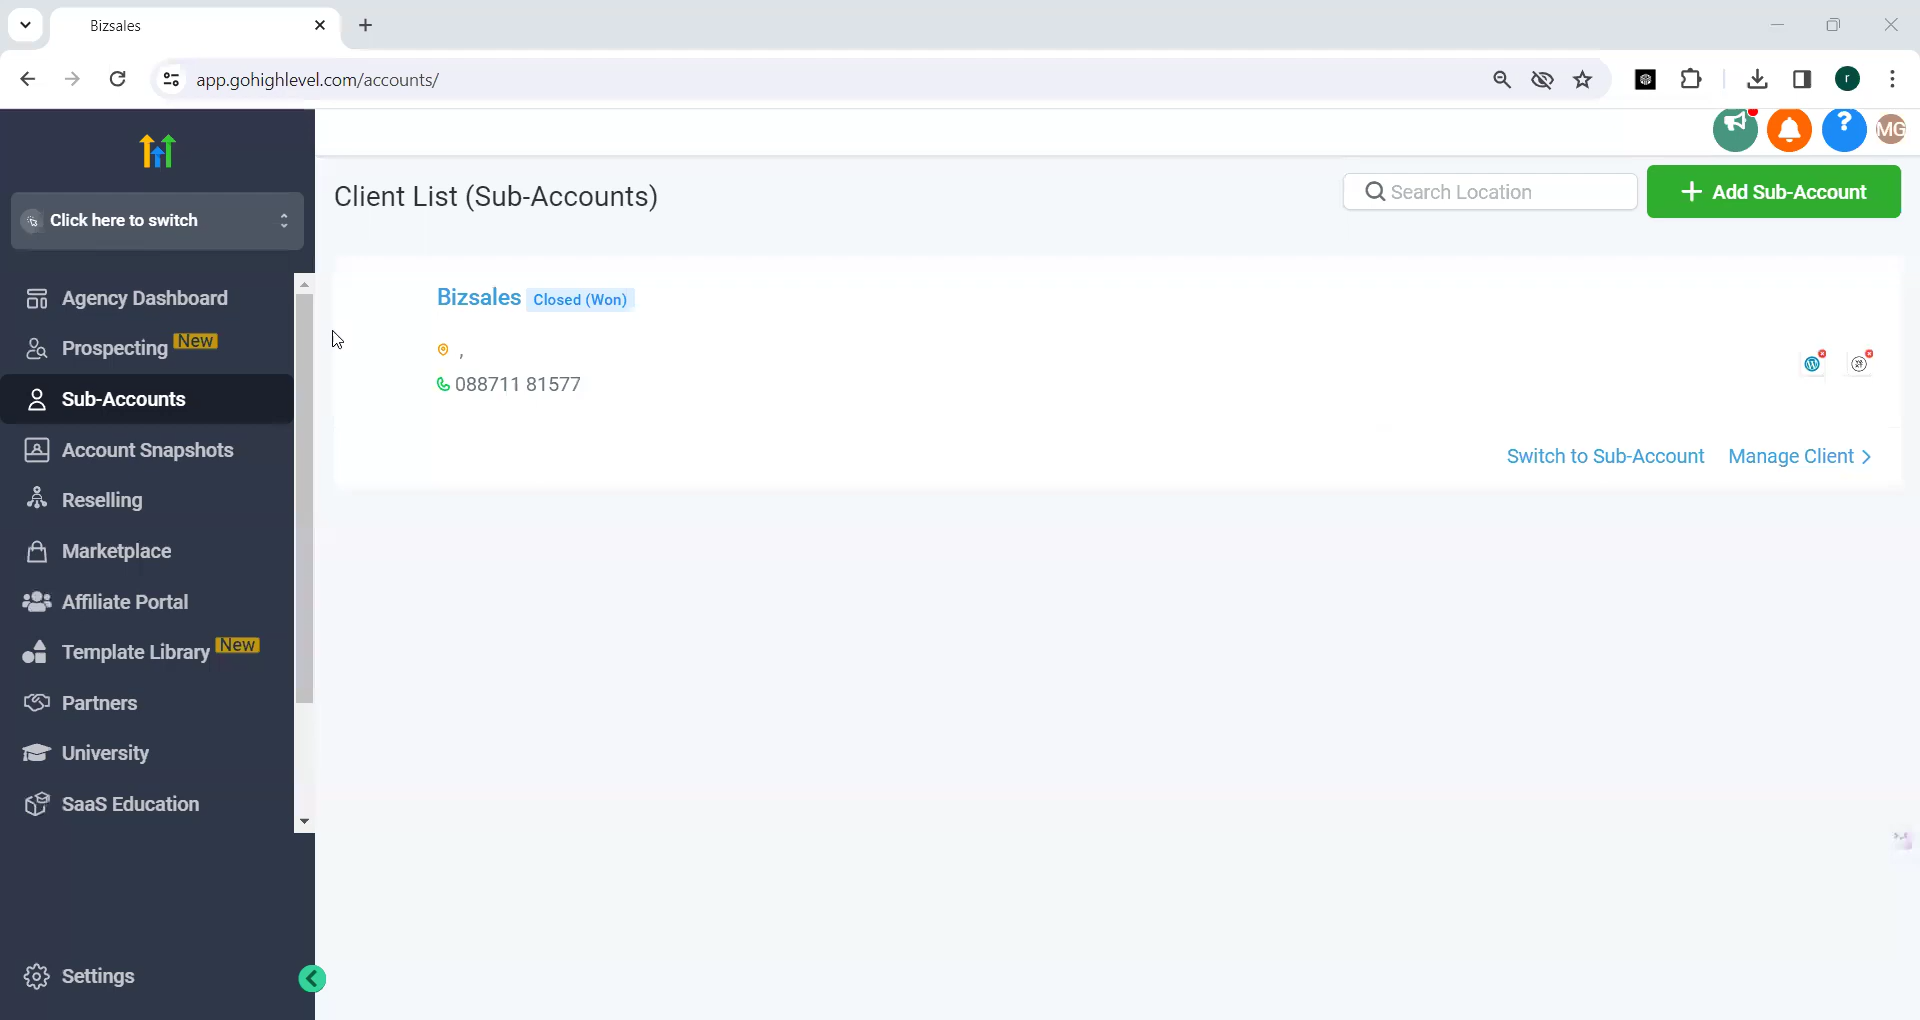 Bizsales
app.gohighlevel.com/accounts/
r
MG
Click here to switch
Client List (Sub-Accounts)
Search Location
+ Add Sub-Account
Agency Dashboard
Prospecting New
Sub-Accounts
Account Snapshots
Reselling
Marketplace
Affiliate Portal
Template Library New
Partners
University
SaaS Education
Settings
Bizsales Closed (Won)
,
088711 81577
Switch to Sub-Account Manage Client >